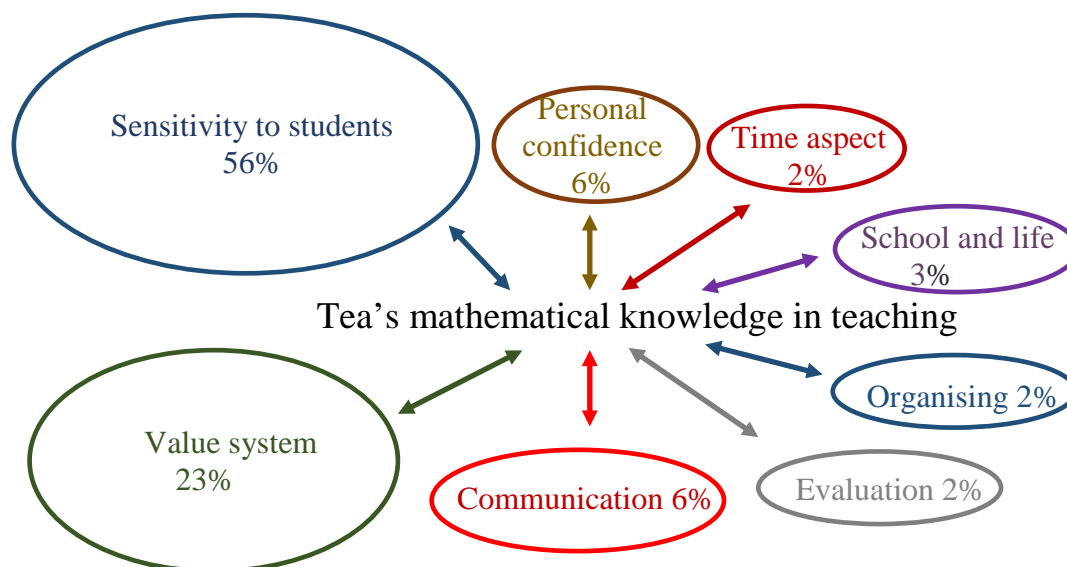 Sensitivity to students
56%
Personal
confidence
6%
Time aspect
2%
School and life
3%
Tea’s mathematical knowledge in teaching
Organising 2%
Value system
23%
Communication 6%
Evaluation 2%